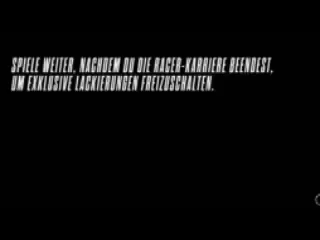 SPIELE WEITER, NACHDEM DU DIE RACER-KARRIERE BEENDEST,
UM EXKLUSIVE LACKIERUNGEN FREIZUSCHALTEN.